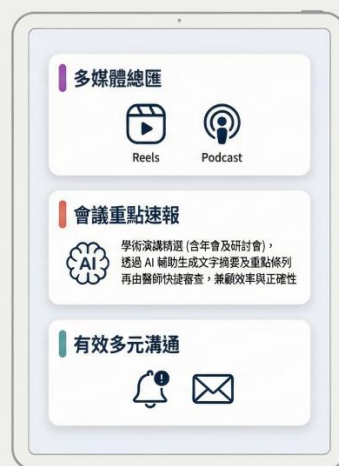 多媒體總匯
Reels
Podcast
會議重點速報
AI
學術演講精選 (含年會及研討會)，
透過 AI 輔助生成文字摘要及重點條列
再由醫師快捷審查，兼顧效率與正確性
有效多元溝通